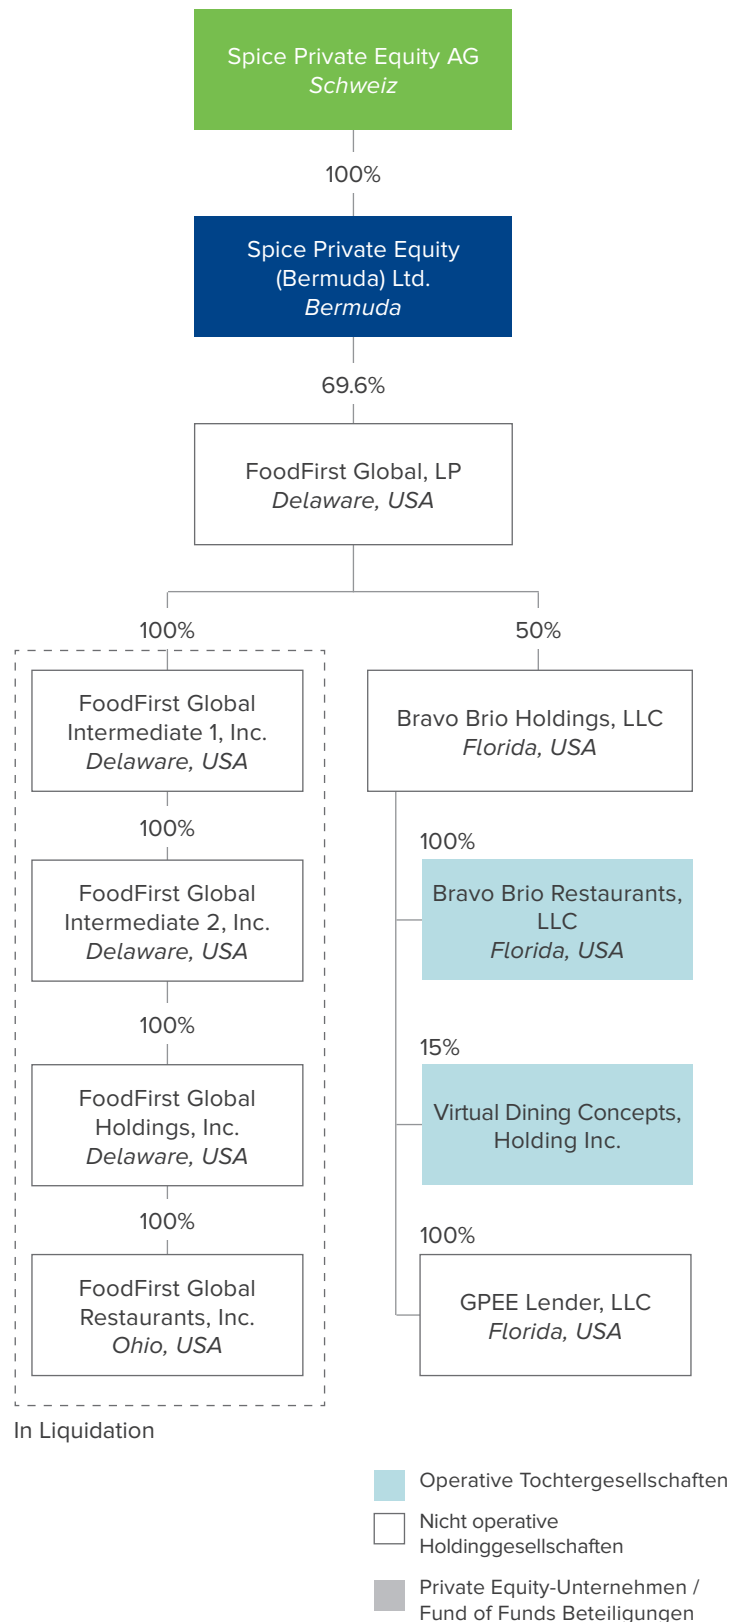 Spice Private Equity AG
Schweiz
100%
Spice Private Equity
(Bermuda) Ltd.
Bermuda
69.6%
FoodFirst Global, LP
Delaware, USA
100%
50%
FoodFirst Global
Intermediate 1, Inc.
Delaware, USA
Bravo Brio Holdings, LLC
Florida, USA
100%
FoodFirst Global
Intermediate 2, Inc.
Delaware, USA
100%
Bravo Brio Restaurants,
LLC
Florida, USA
100%
FoodFirst Global
Holdings, Inc.
Delaware, USA
15%
Virtual Dining Concepts,
Holding Inc.
100%
FoodFirst Global
Restaurants, Inc.
Ohio, USA
100%
GPEE Lender, LLC
Florida, USA
In Liquidation
Operative Tochtergesellschaften
Nicht operative
Holdinggesellschaften
Private Equity-Unternehmen /
Fund of Funds Beteiligungen